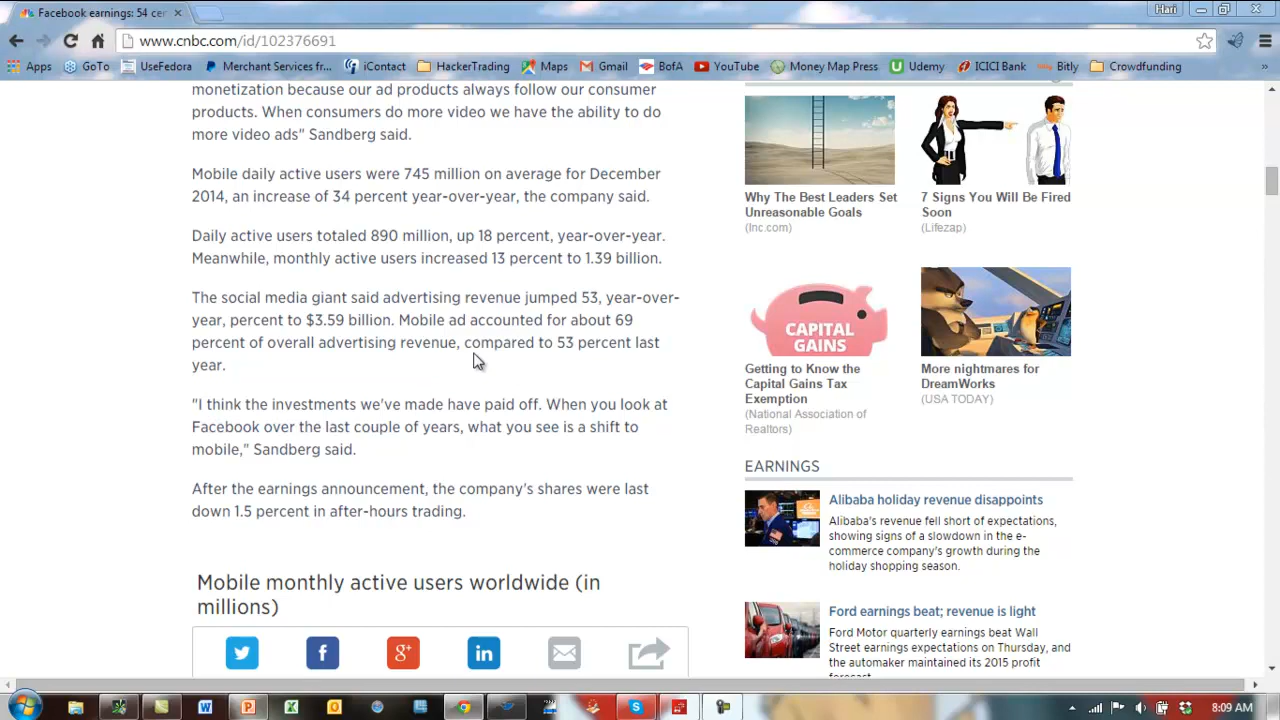 Facebook earnings: 54 cen
Hari
www.cnbc.com/id/102376691
Apps GoTo UseFedora Merchant Services fr... iContact HackerTrading Maps Gmail BofA YouTube Money Map Press Udemy ICICI Bank Bitly Crowdfunding »
monetization because our ad products always follow our consumer
products. When consumers do more video we have the ability to do
more video ads" Sandberg said.
Mobile daily active users were 745 million on average for December
2014, an increase of 34 percent year-over-year, the company said.
Daily active users totaled 890 million, up 18 percent, year-over-year.
Meanwhile, monthly active users increased 13 percent to 1.39 billion.
The social media giant said advertising revenue jumped 53, year-over-
year, percent to $3.59 billion. Mobile ad accounted for about 69
percent of overall advertising revenue, compared to 53 percent last
year.
"I think the investments we've made have paid off. When you look at
Facebook over the last couple of years, what you see is a shift to
mobile," Sandberg said.
After the earnings announcement, the company's shares were last
down 1.5 percent in after-hours trading.
Mobile monthly active users worldwide (in
millions)
Why The Best Leaders Set
Unreasonable Goals
(Inc.com)
7 Signs You Will Be Fired
Soon
(Lifezap)
CAPITAL
GAINS
Getting to Know the
Capital Gains Tax
Exemption
(National Association of
Realtors)
More nightmares for
DreamWorks
(USA TODAY)
EARNINGS
Alibaba holiday revenue disappoints
Alibaba's revenue fell short of expectations,
showing signs of a slowdown in the e-
commerce company's growth during the
holiday shopping season.
Ford earnings beat; revenue is light
Ford Motor quarterly earnings beat Wall
Street earnings expectations on Thursday, and
the automaker maintained its 2015 profit
forecast.
8:09 AM